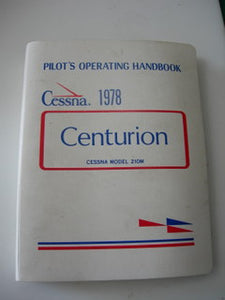 PILOT'S OPERATING HANDBOOK
Cessna. 1978
Centurion
CESSNA MODEL 210M